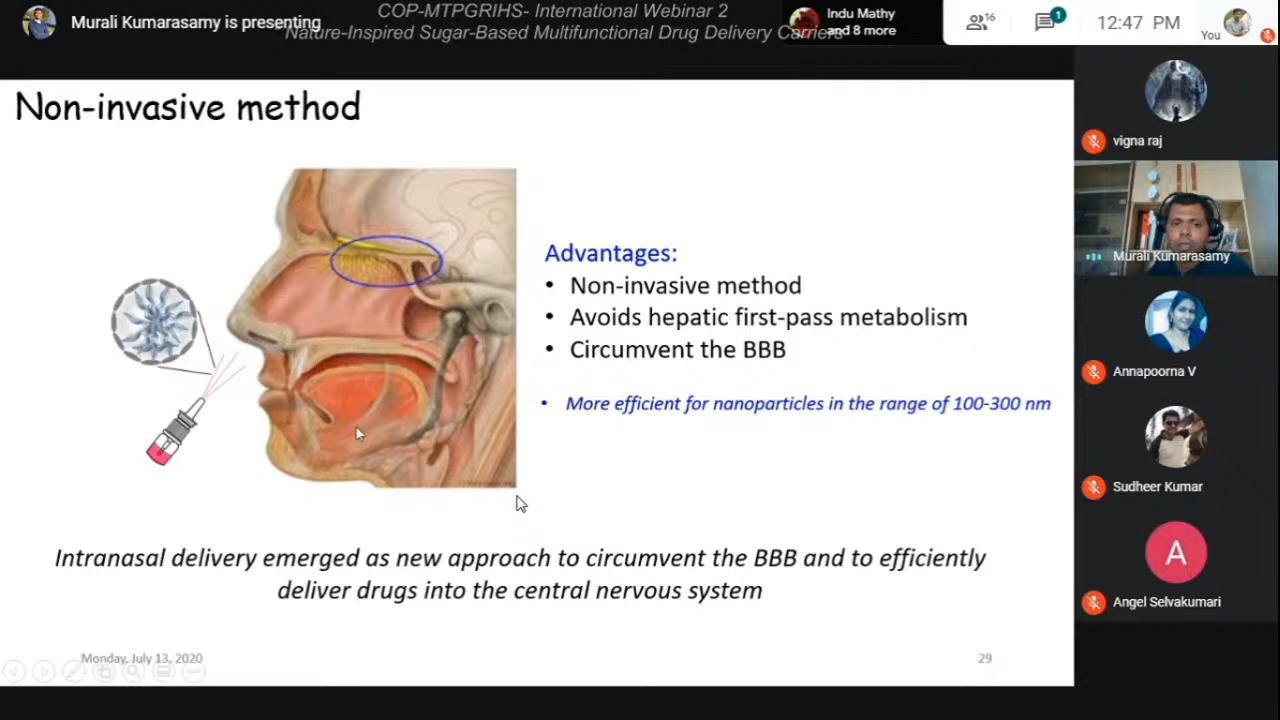 Murali Kumarasamy is presenting
COP-MTPGRIHS- International Webinar 2
Nature-Inspired Sugar-Based Multifunctional Drug Delivery Carriers
Indu Mathy
and 8 more
16
1
12:47 PM
You
Non-invasive method
Advantages:
• Non-invasive method
• Avoids hepatic first-pass metabolism
• Circumvent the BBB
• More efficient for nanoparticles in the range of 100-300 nm
Intranasal delivery emerged as new approach to circumvent the BBB and to efficiently
deliver drugs into the central nervous system
Monday, July 13, 2020
29
vigna raj
Murali Kumarasamy
Annapoorna V
Sudheer Kumar
A
Angel Selvakumari